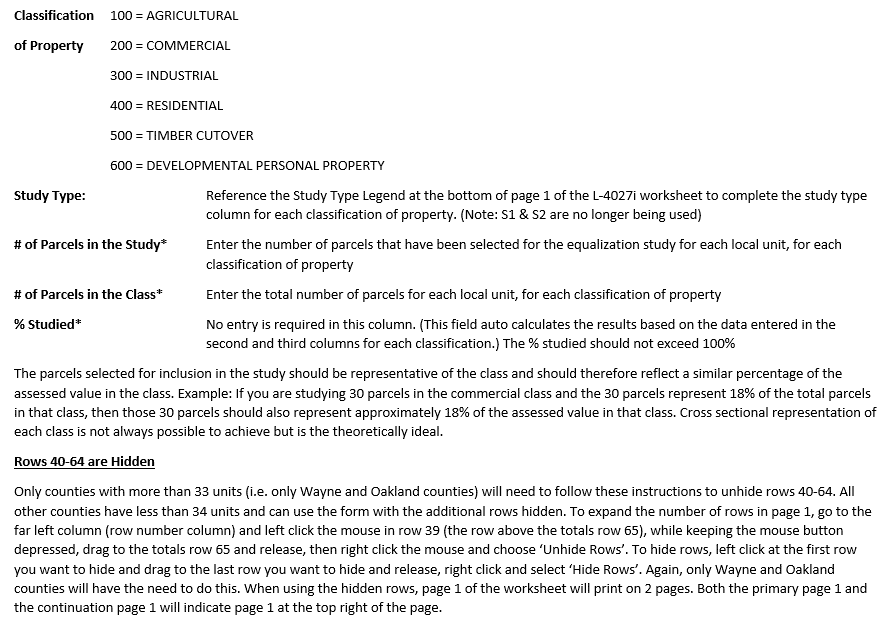 Classification 100 = AGRICULTURAL
of Property 200 = COMMERCIAL
300 = INDUSTRIAL
400 = RESIDENTIAL
500 = TIMBER CUTOVER
600 = DEVELOPMENTAL PERSONAL PROPERTY
Study Type: Reference the Study Type Legend at the bottom of page 1 of the L-4027i worksheet to complete the study type
column for each classification of property. (Note: S1 & S2 are no longer being used)
# of Parcels in the Study* Enter the number of parcels that have been selected for the equalization study for each local unit, for each
classification of property
# of Parcels in the Class* Enter the total number of parcels for each local unit, for each classification of property
% Studied* No entry is required in this column. (This field auto calculates the results based on the data entered in the
second and third columns for each classification.) The % studied should not exceed 100%
The parcels selected for inclusion in the study should be representative of the class and should therefore reflect a similar percentage of the
assessed value in the class. Example: If you are studying 30 parcels in the commercial class and the 30 parcels represent 18% of the total parcels
in that class, then those 30 parcels should also represent approximately 18% of the assessed value in that class. Cross sectional representation of
each class is not always possible to achieve but is the theoretically ideal.
Rows 40-64 are Hidden
Only counties with more than 33 units (i.e. only Wayne and Oakland counties) will need to follow these instructions to unhide rows 40-64. All
other counties have less than 34 units and can use the form with the additional rows hidden. To expand the number of rows in page 1, go to the
far left column (row number column) and left click the mouse in row 39 (the row above the totals row 65), while keeping the mouse button
depressed, drag to the totals row 65 and release, then right click the mouse and choose ‘Unhide Rows’. To hide rows, left click at the first row
you want to hide and drag to the last row you want to hide and release, right click and select ‘Hide Rows’. Again, only Wayne and Oakland
counties will have the need to do this. When using the hidden rows, page 1 of the worksheet will print on 2 pages. Both the primary page 1 and
the continuation page 1 will indicate page 1 at the top right of the page.